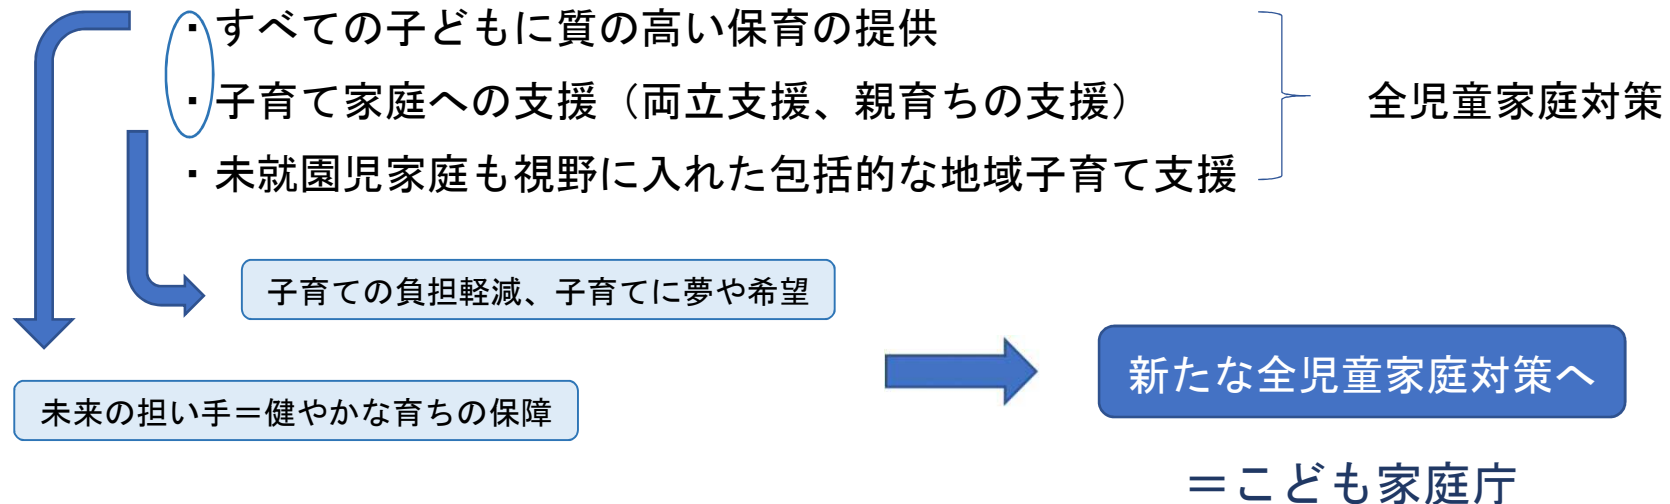 ・すべての子どもに質の高い保育の提供
・子育て家庭への支援（両立支援、親育ちの支援）
全児童家庭対策
・未就園児家庭も視野に入れた包括的な地域子育て支援
子育ての負担軽減、子育てに夢や希望
新たな全児童家庭対策へ
未来の担い手＝健やかな育ちの保障
＝こども家庭庁